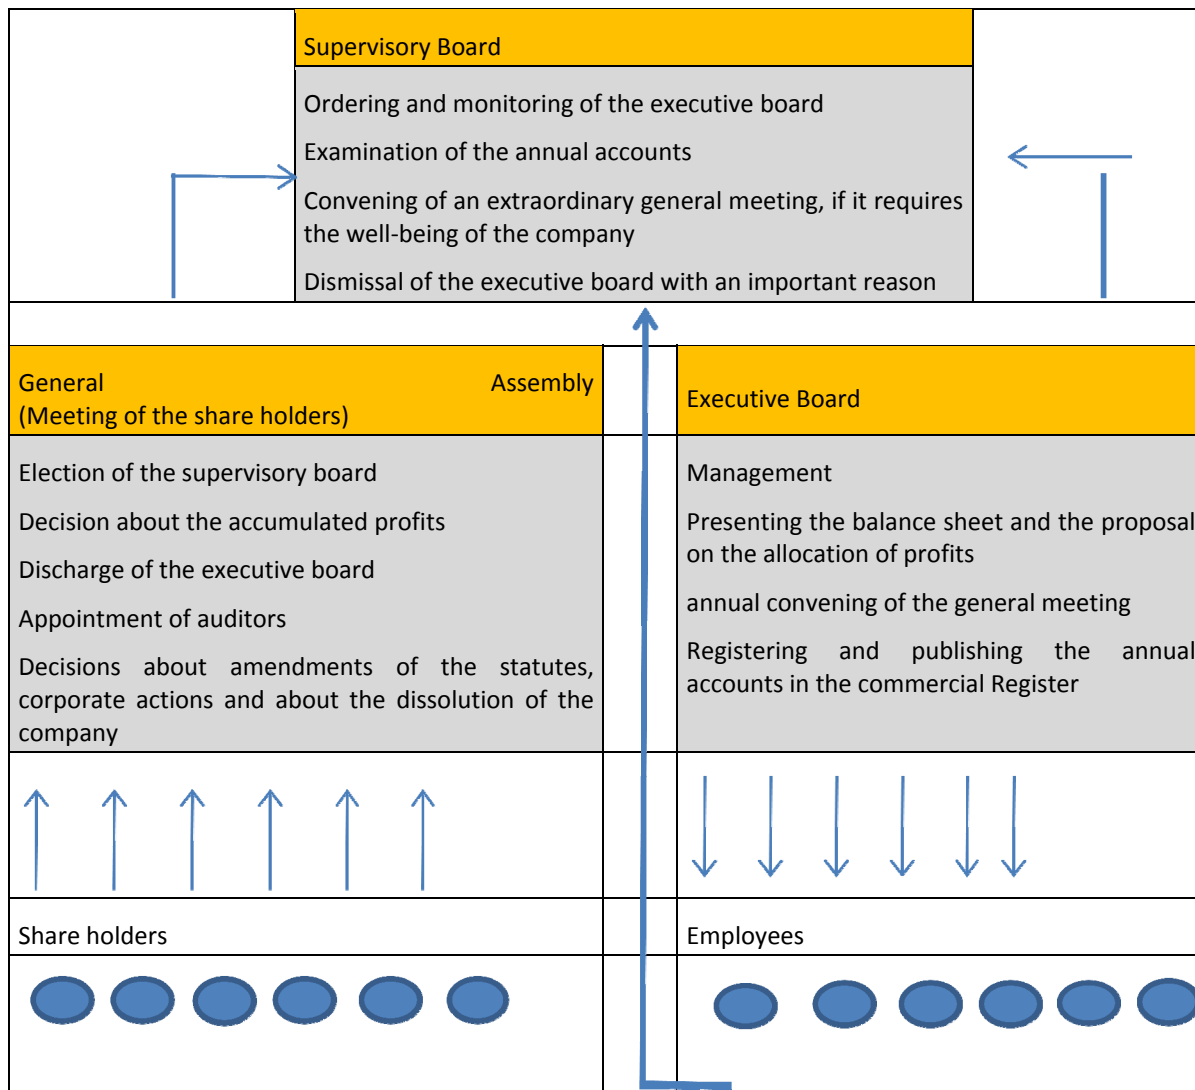 Supervisory Board
Ordering and monitoring of the executive board
Examination of the annual accounts
Convening of an extraordinary general meeting, if it requires
the well-being of the company
Dismissal of the executive board with an important reason
General Assembly
(Meeting of the share holders)
Executive Board
Election of the supervisory board
Decision about the accumulated profits
Discharge of the executive board
Appointment of auditors
Decisions about amendments of the statutes,
corporate actions and about the dissolution of the
company
Management
Presenting the balance sheet and the proposal
on the allocation of profits
annual convening of the general meeting
Registering and publishing the annual
accounts in the commercial Register
Share holders
Employees